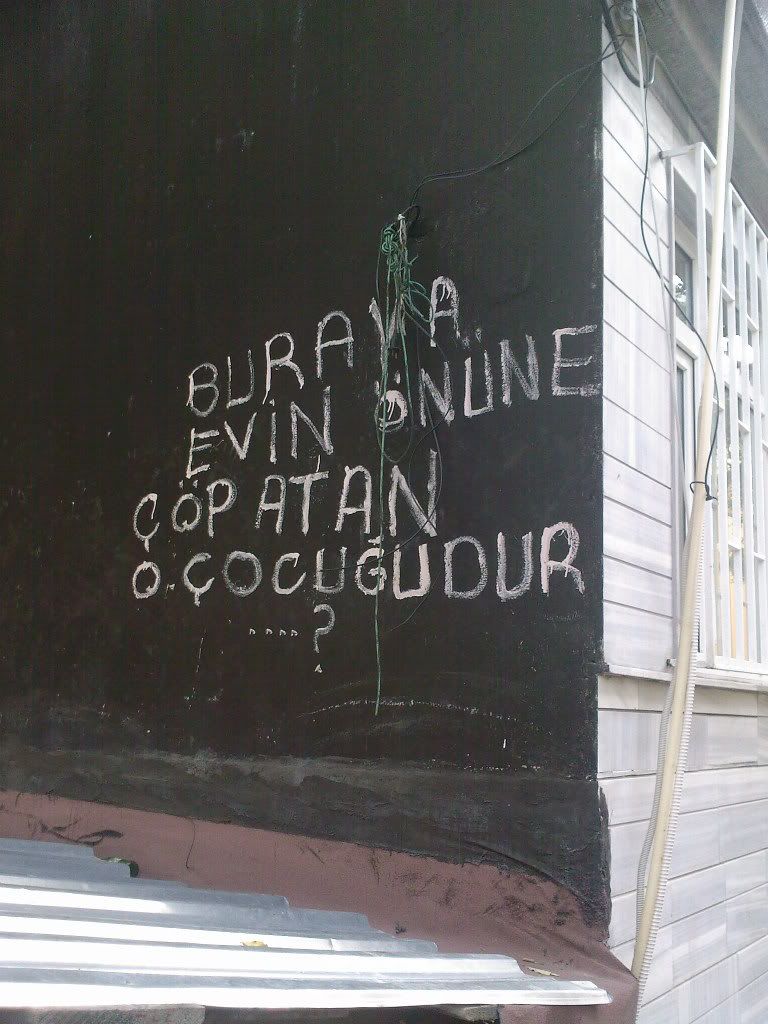 BURAYA
EVİN ÖNÜNE
ÇÖP ATAN
O.ÇOCUĞUDUR
....?